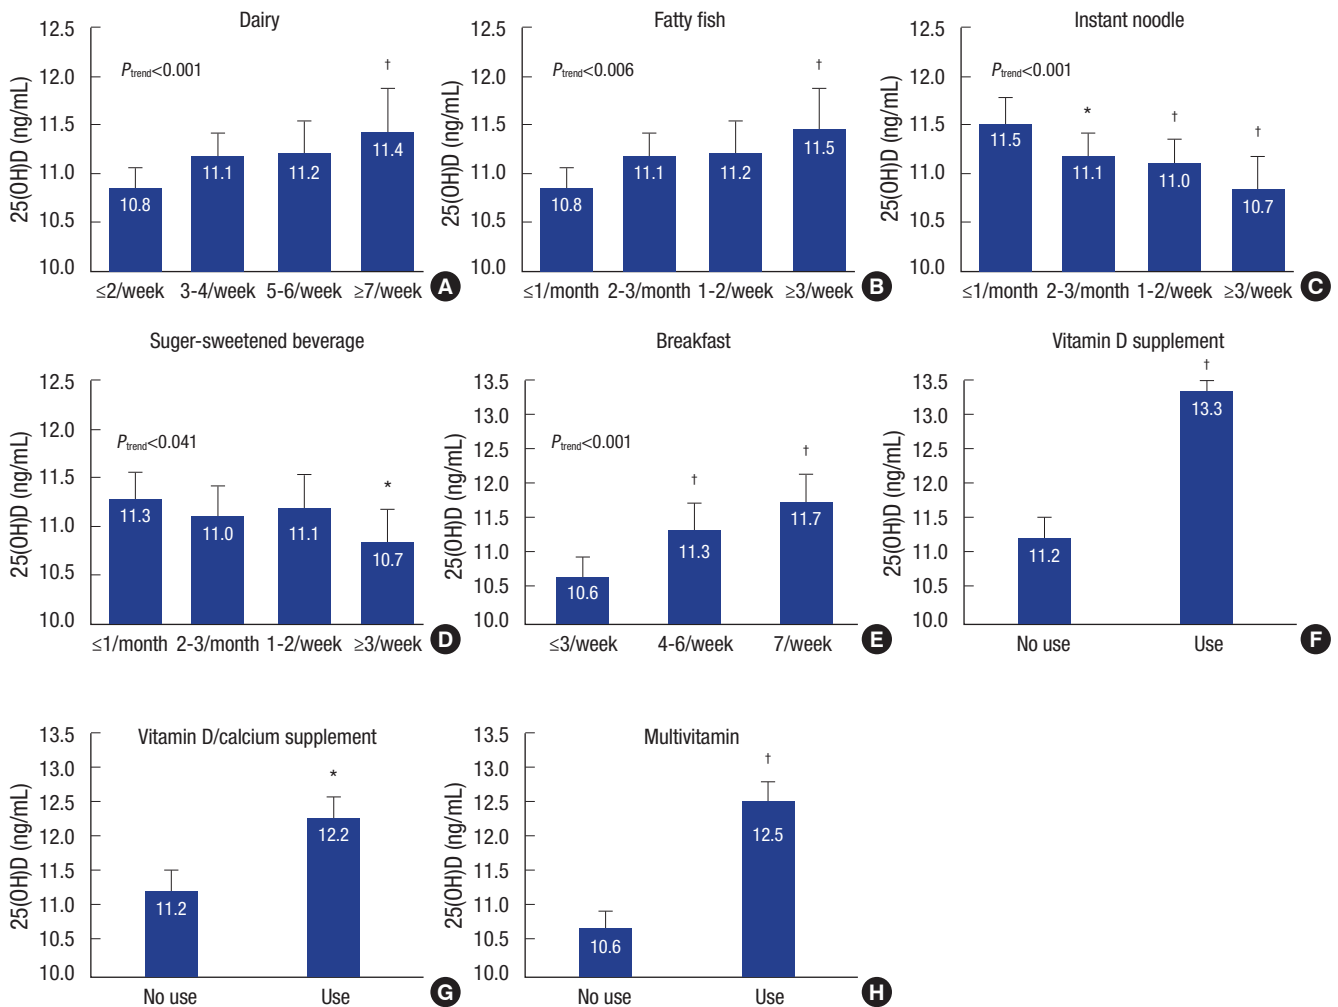 Dairy
12.5
12.0
11.5
11.0
10.5
10.0
25(OH)D (ng/mL)
Ptrend<0.001
†
10.8
11.1
11.2
11.4
≤2/week 3-4/week 5-6/week ≥7/week
A
Fatty fish
12.5
12.0
11.5
11.0
10.5
10.0
25(OH)D (ng/mL)
Ptrend<0.006
†
10.8
11.1
11.2
11.5
≤1/month 2-3/month 1-2/week ≥3/week
B
Instant noodle
12.5
12.0
11.5
11.0
10.5
10.0
25(OH)D (ng/mL)
Ptrend<0.001
* † †
11.5
11.1
11.0
10.7
≤1/month 2-3/month 1-2/week ≥3/week
C
Suger-sweetened beverage
12.5
12.0
11.5
11.0
10.5
10.0
25(OH)D (ng/mL)
Ptrend<0.041
*
11.3
11.0
11.1
10.7
≤1/month 2-3/month 1-2/week ≥3/week
D
Breakfast
13.5
13.0
12.5
12.0
11.5
11.0
10.5
10.0
25(OH)D (ng/mL)
Ptrend<0.001
† †
10.6
11.3
11.7
≤3/week 4-6/week 7/week
E
Vitamin D supplement
13.5
13.0
12.5
12.0
11.5
11.0
10.5
10.0
25(OH)D (ng/mL)
†
11.2
13.3
No use Use
F
Vitamin D/calcium supplement
13.5
13.0
12.5
12.0
11.5
11.0
10.5
10.0
25(OH)D (ng/mL)
*
11.2
12.2
No use Use
G
Multivitamin
13.5
13.0
12.5
12.0
11.5
11.0
10.5
10.0
25(OH)D (ng/mL)
†
10.6
12.5
No use Use
H